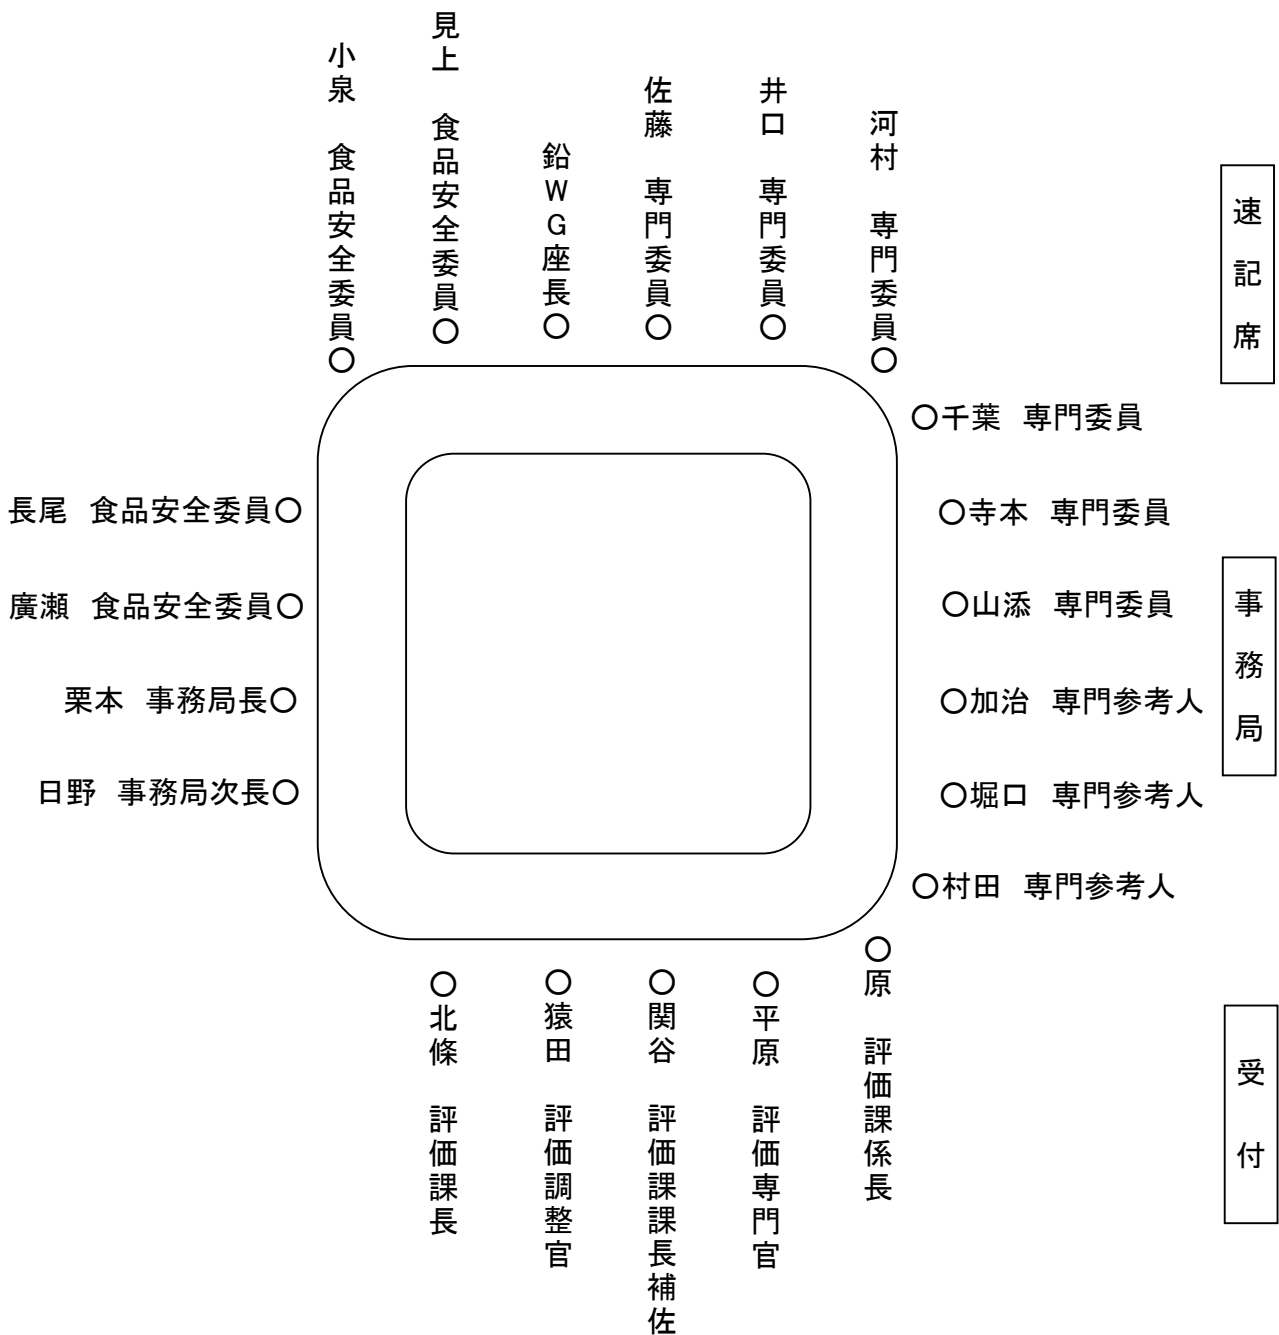 小泉　食品安全委員○
見上　食品安全委員○
鉛ＷＧ座長○
佐藤　専門委員○
井口　専門委員○
河村　専門委員○
速記席
○千葉　専門委員
長尾　食品安全委員○
○寺本　専門委員
廣瀬　食品安全委員○
○山添　専門委員
事務局
栗本　事務局長○
○加治　専門参考人
日野　事務局次長○
○堀口　専門参考人
○村田　専門参考人
○北條　評価課長
○猿田　評価調整官
○関谷　評価課課長補佐
○平原　評価専門官
○原　評価課係長
受付